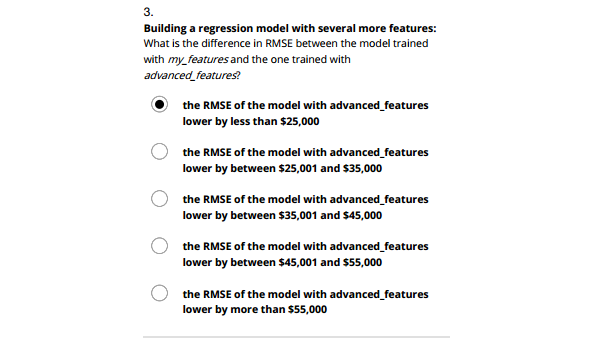 3.
Building a regression model with several more features:
What is the difference in RMSE between the model trained
with my_features and the one trained with
advanced_features?
the RMSE of the model with advanced_features
lower by less than $25,000
the RMSE of the model with advanced_features
lower by between $25,001 and $35,000
the RMSE of the model with advanced_features
lower by between $35,001 and $45,000
the RMSE of the model with advanced_features
lower by between $45,001 and $55,000
the RMSE of the model with advanced_features
lower by more than $55,000